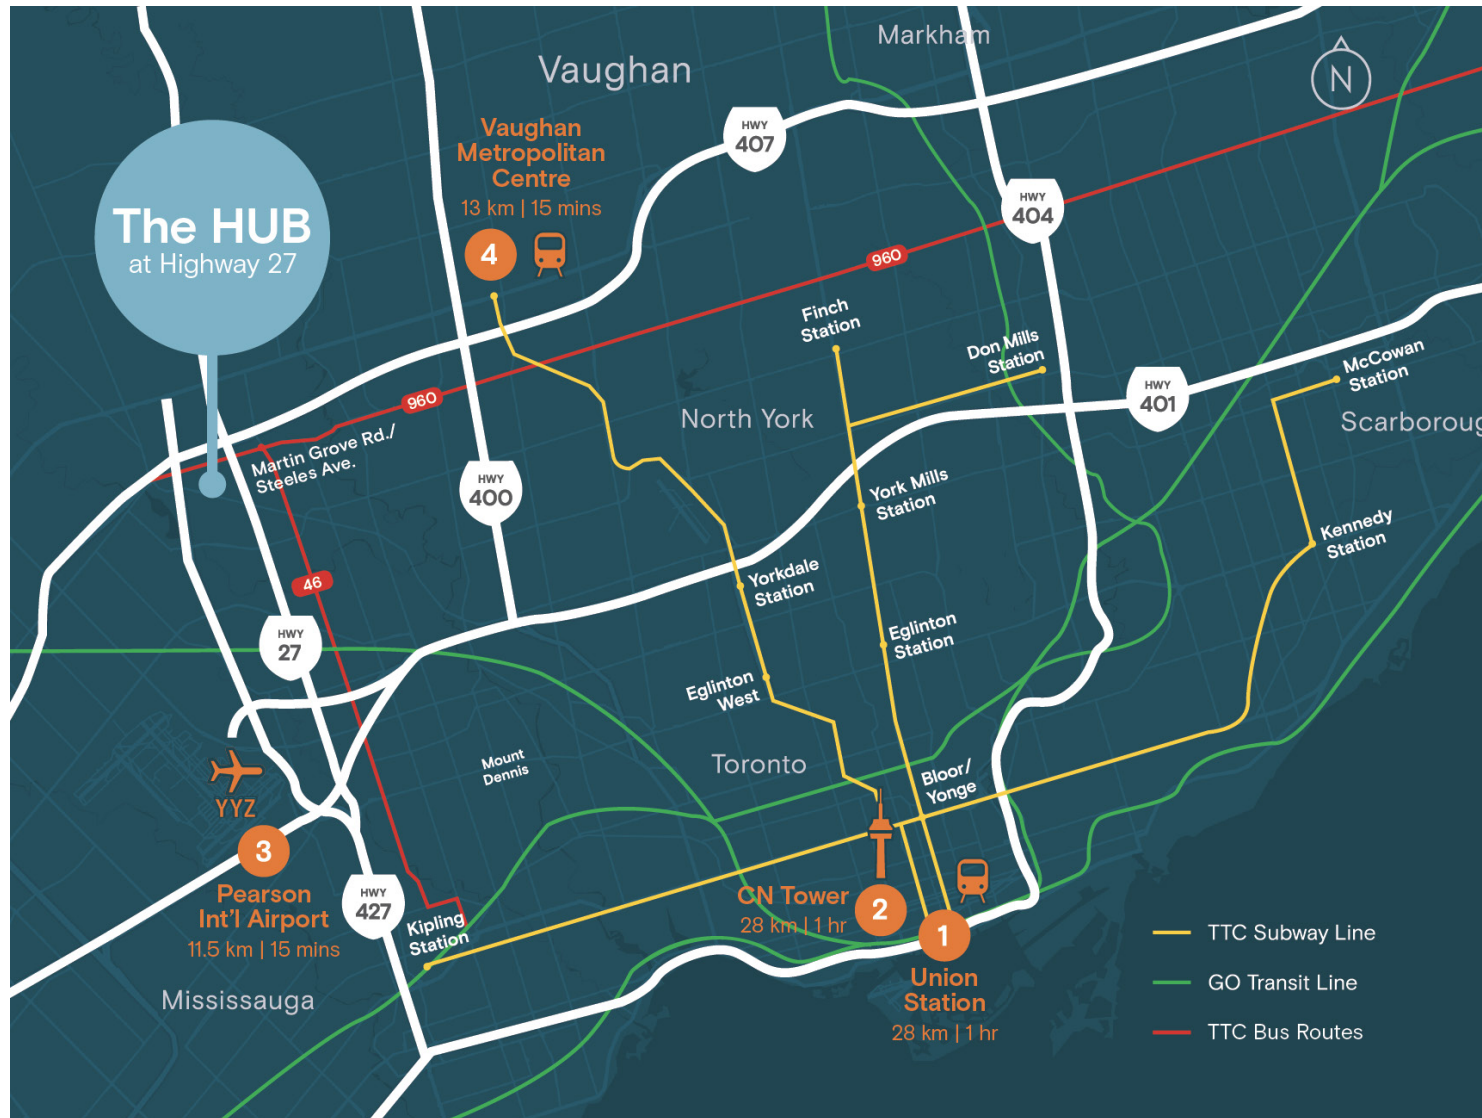 Markham
Vaughan
N
HWY
407
Vaughan
Metropolitan
Centre
13 km | 15 mins
4
HWY
404
The HUB
at Highway 27
960
Finch
Station
Don Mills
Station
McCowan
Station
HWY
401
960
North York
Scarboroug
Martin Grove Rd./
Steeles Ave.
HWY
400
York Mills
Station
Kennedy
Station
46
Yorkdale
Station
HWY
27
Eglinton
Station
Eglinton
West
Mount
Dennis
Toronto
Bloor/
Yonge
YYZ
3
Pearson
Int'l Airport
11.5 km | 15 mins
HWY
427
Kipling
Station
CN Tower
28 km | 1 hr
2
1
Union
Station
28 km | 1 hr
Mississauga
TTC Subway Line
GO Transit Line
TTC Bus Routes